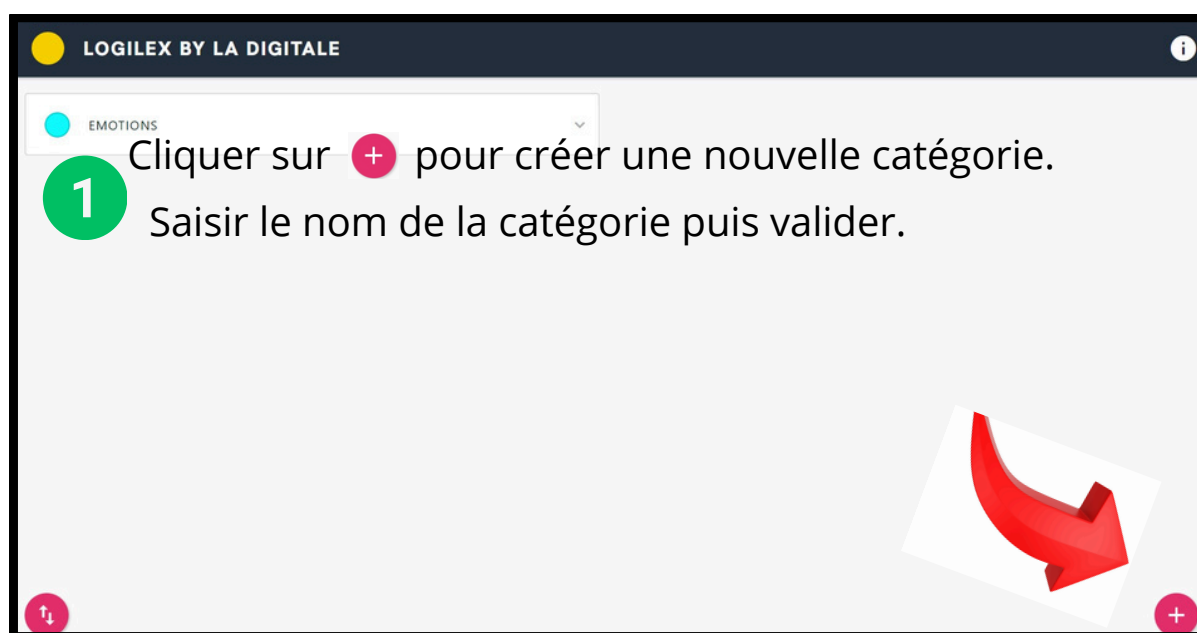 LOGILEX BY LA DIGITALE
EMOTIONS
Cliquer sur + pour créer une nouvelle catégorie.
1
Saisir le nom de la catégorie puis valider.